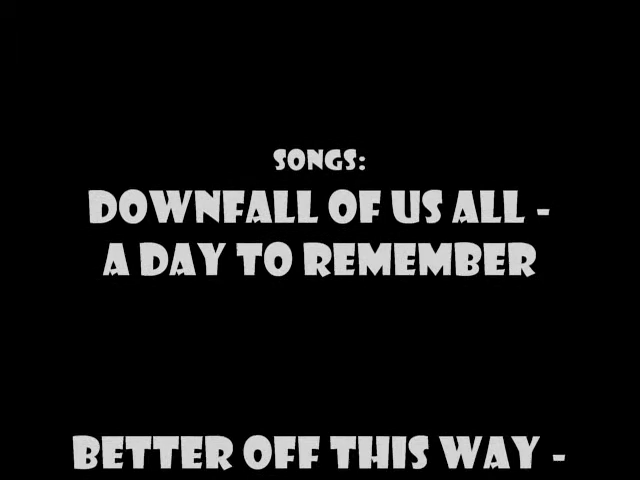 SONGS:
DOWNFALL OF US ALL -
A DAY TO REMEMBER
BETTER OFF THIS WAY -